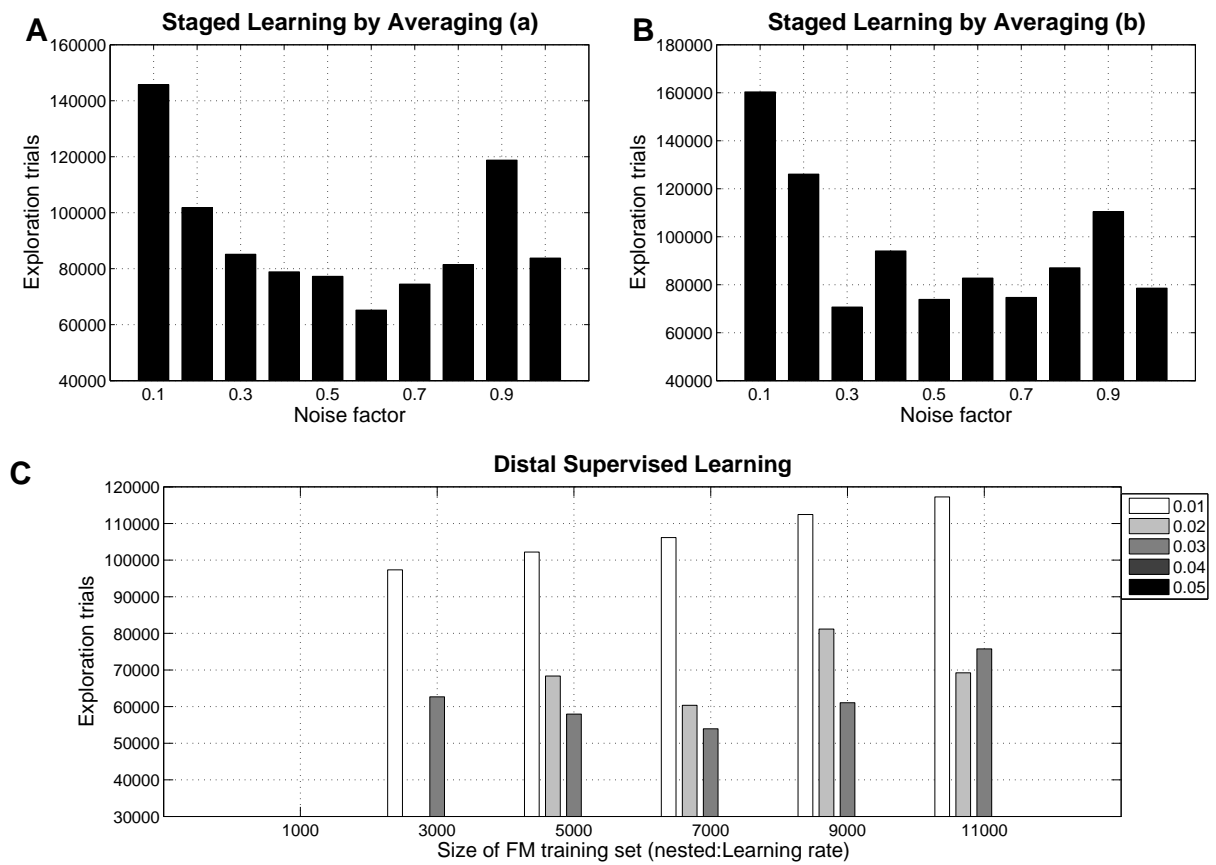 A
Staged Learning by Averaging (a)
160000
140000
120000
100000
80000
60000
40000
Exploration trials
0.1 0.3 0.5 0.7 0.9
Noise factor
B
Staged Learning by Averaging (b)
180000
160000
140000
120000
100000
80000
60000
40000
Exploration trials
0.1 0.3 0.5 0.7 0.9
Noise factor
C
Distal Supervised Learning
120000
110000
100000
90000
80000
70000
60000
50000
40000
30000
Exploration trials
1000 3000 5000 7000 9000 11000
Size of FM training set (nested:Learning rate)
0.01
0.02
0.03
0.04
0.05